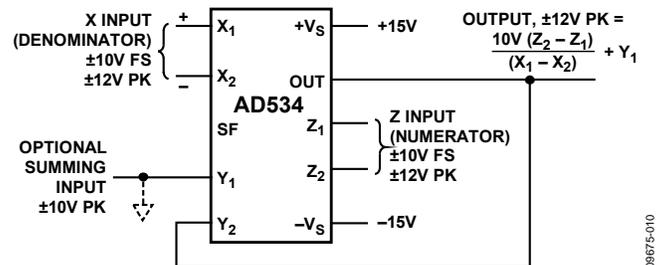 X INPUT
(DENOMINATOR)
±10V FS
±12V PK
+
–
X1
X2
SF
Y1
Y2
AD534
+VS
OUT
Z1
Z2
–VS
+15V
–15V
OUTPUT, ±12V PK =
10V (Z2 – Z1)
(X1 – X2)
+ Y1
Z INPUT
(NUMERATOR)
±10V FS
±12V PK
OPTIONAL
SUMMING
INPUT
±10V PK
09675-010